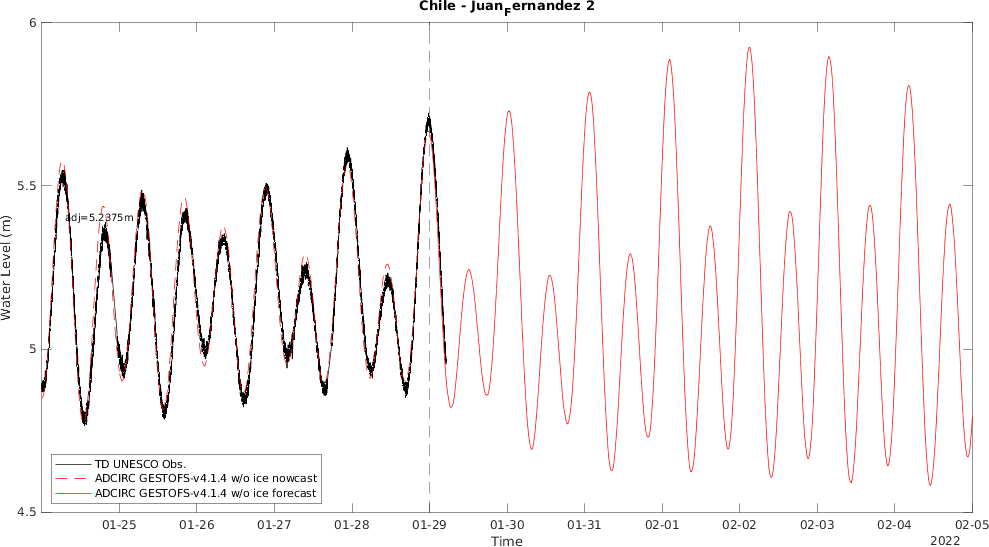 Chile - Juan_Fernandez 2
6
5.5
5
4.5
Water Level (m)
adj=5.2375m
TD UNESCO Obs.
ADCIRC GESTOFS-v4.1.4 w/o ice nowcast
ADCIRC GESTOFS-v4.1.4 w/o ice forecast
01-25 01-26 01-27 01-28 01-29 01-30 01-31 02-01 02-02 02-03 02-04 02-05
Time
2022